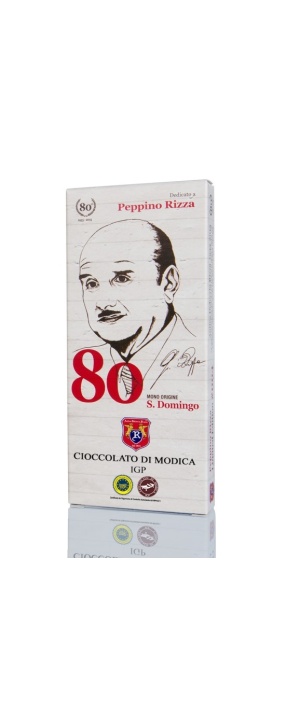 80
Dedicato a
Peppino Rizza
80
MONO ORIGINE
S. Domingo
R
CIOCCOLATO DI MODICA
IGP